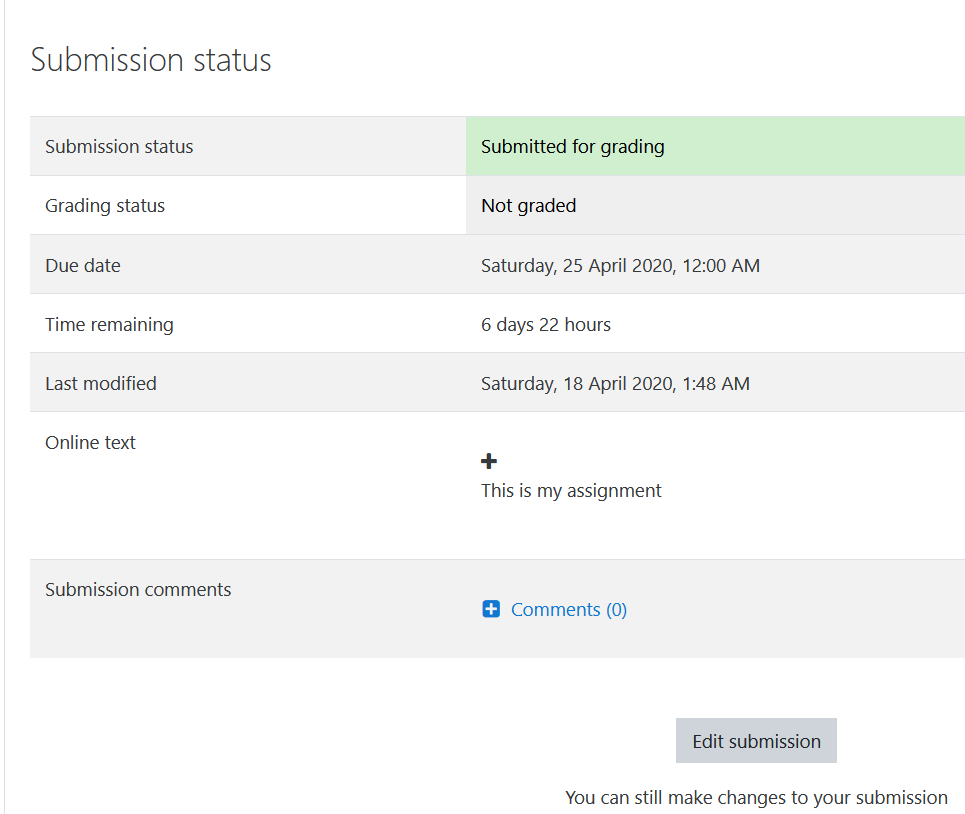 Submission status
Submission status Submitted for grading
Grading status Not graded
Due date Saturday, 25 April 2020, 12:00 AM
Time remaining 6 days 22 hours
Last modified Saturday, 18 April 2020, 1:48 AM
Online text
This is my assignment
Submission comments
Comments (0)
Edit submission
You can still make changes to your submission